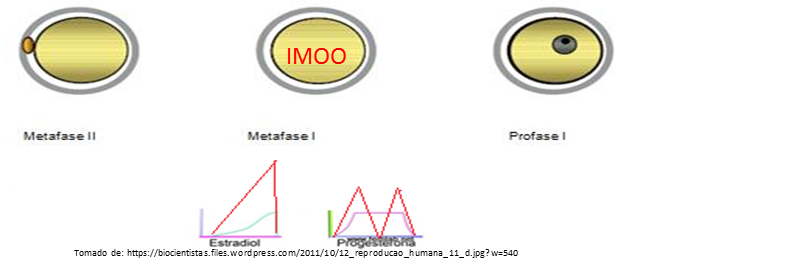 IMOO
Metafase II Metafase I Profase I
Estradiol Progesterona
Tomado de: https://biocientistas.files.wordpress.com/2011/10/12_reproducao_humana_11_d.jpg?w=540